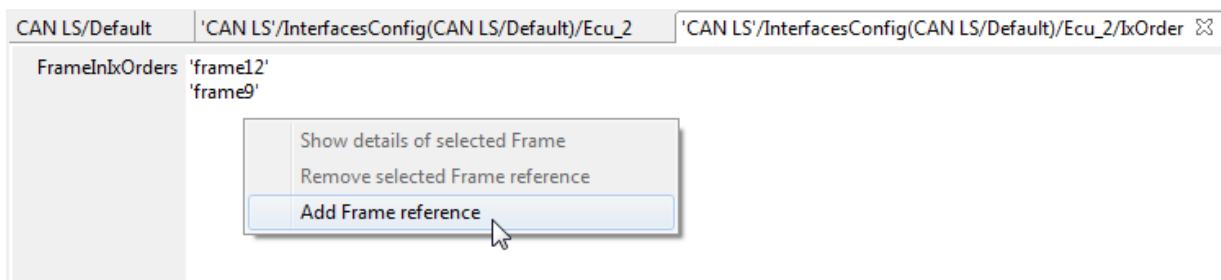 CAN LS/Default
'CAN LS'/InterfacesConfig(CAN LS/Default)/Ecu_2
'CAN LS'/InterfacesConfig(CAN LS/Default)/Ecu_2/IxOrder
FrameInIxOrders 'frame12'
'frame9'
Show details of selected Frame
Remove selected Frame reference
Add Frame reference